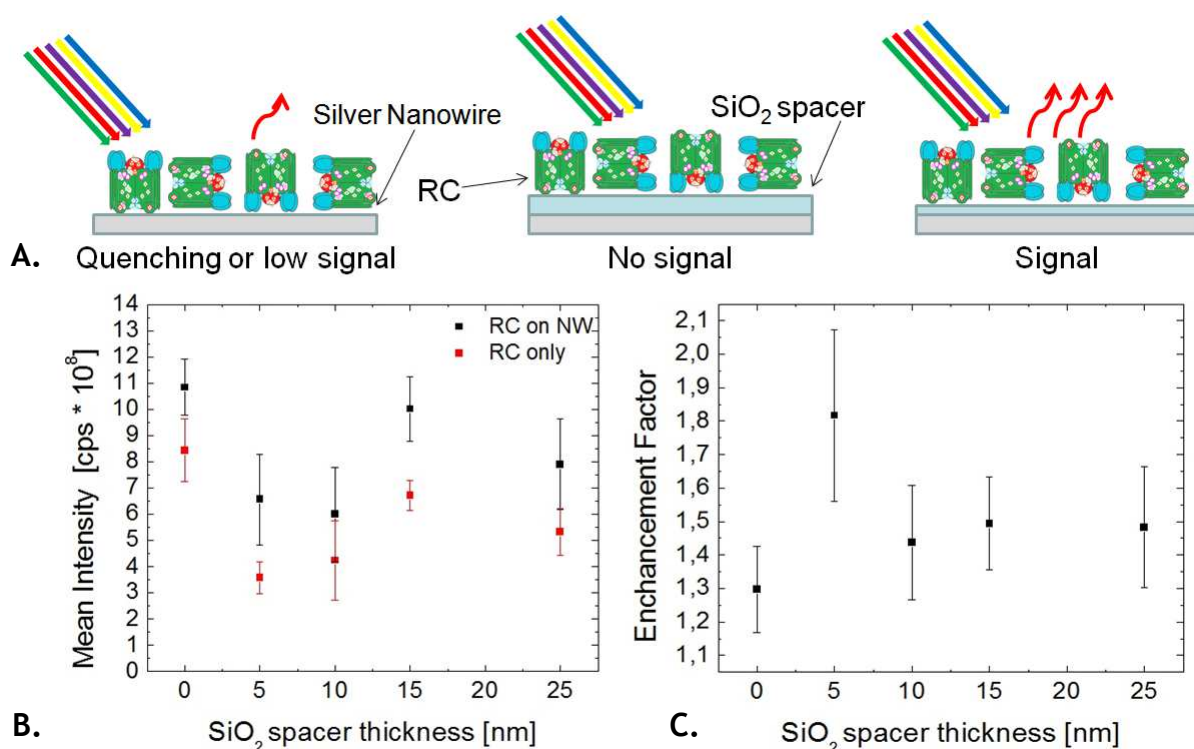 Silver Nanowire
RC
SiO2 spacer
A. Quenching or low signal
No signal
Signal
14
13
12
11
10
9
8
7
6
5
4
3
2
1
0
Mean Intensity [cps * 10^8]
RC on NW
RC only
0 5 10 15 20 25
SiO2 spacer thickness [nm]
B.
2,1
2,0
1,9
1,8
1,7
1,6
1,5
1,4
1,3
1,2
1,1
Enchancement Factor
0 5 10 15 20 25
SiO2 spacer thickness [nm]
C.